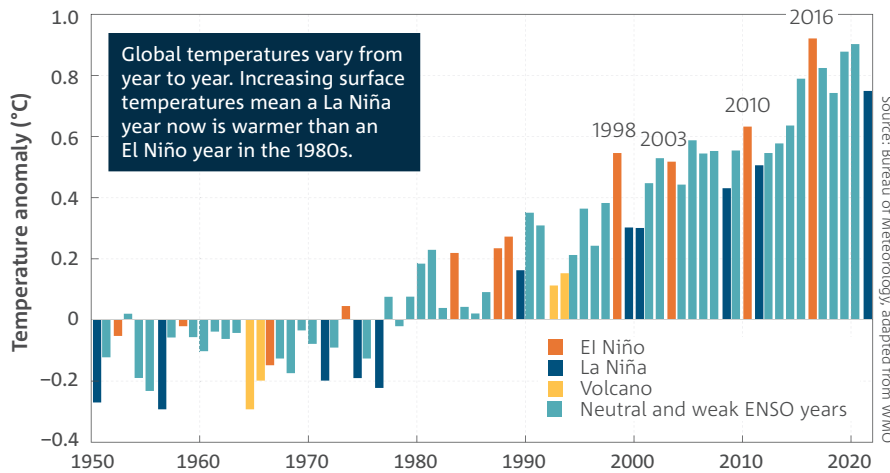 1.0
0.8
0.6
0.4
0.2
0
−0.2
−0.4
Temperature anomaly (°C)
Global temperatures vary from
year to year. Increasing surface
temperatures mean a La Niña
year now is warmer than an
El Niño year in the 1980s.
1998
2003
2010
2016
El Niño
La Niña
Volcano
Neutral and weak ENSO years
1950
1960
1970
1980
1990
2000
2010
2020
Source: Bureau of Meteorology, adapted from WMO